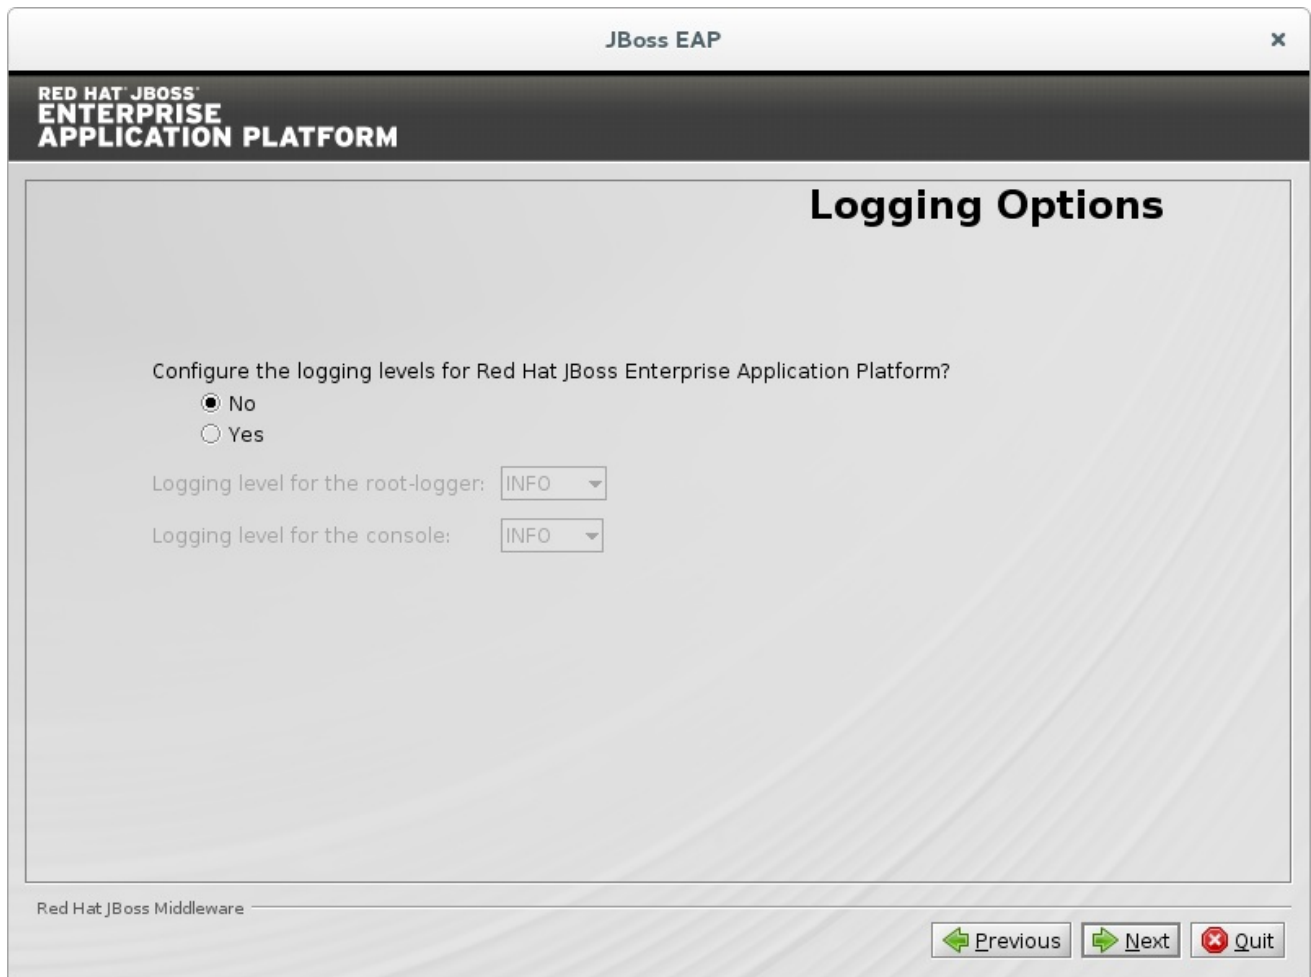 JBoss EAP
RED HAT JBOSS
ENTERPRISE
APPLICATION PLATFORM
Logging Options
Configure the logging levels for Red Hat JBoss Enterprise Application Platform?
No
Yes
Logging level for the root-logger: INFO
Logging level for the console: INFO
Red Hat JBoss Middleware
Previous Next Quit